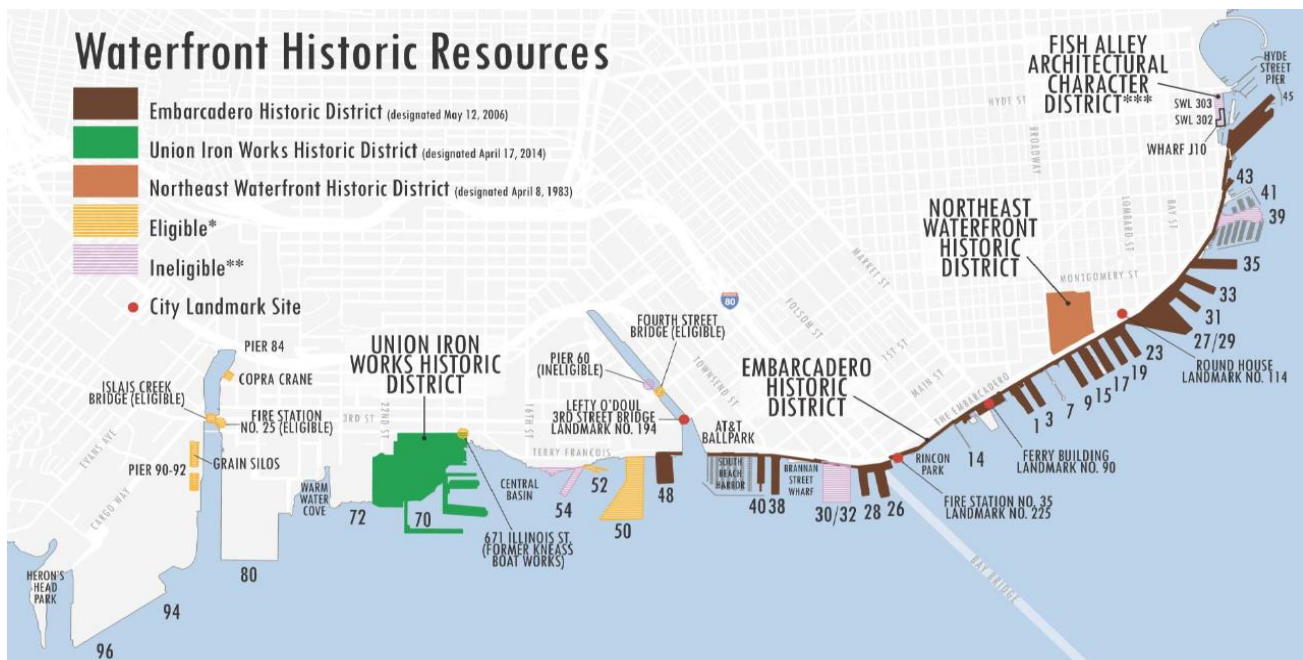 Waterfront Historic Resources
Embarcadero Historic District (designated May 12, 2006)
Union Iron Works Historic District (designated April 17, 2014)
Northeast Waterfront Historic District (designated April 8, 1983)
Eligible*
Ineligible**
City Landmark Site
FISH ALLEY
ARCHITECTURAL
CHARACTER
DISTRICT***
HYDE
STREET
PIER
45
SWL 303
SWL 302
WHARF J10
HYDE ST
BROADWAY
43
41
39
LOMBARD ST
BAY ST
NORTHEAST
WATERFRONT
HISTORIC
DISTRICT
MONTGOMERY ST
35
33
31
27/29
ROUND HOUSE
LANDMARK NO. 114
23
19
17
15
9
7
3
1
FERRY BUILDING
LANDMARK NO. 90
14
THE EMBARCADERO
MARKET ST
FOLSOM ST
1ST ST
MAIN ST
80
EMBARCADERO
HISTORIC
DISTRICT
RINCON
PARK
FIRE STATION NO. 35
LANDMARK NO. 225
BAY BRIDGE
26
28
30/32
BRANNAN
STREET
WHARF
38
40
SOUTH
BEACH
HARBOR
AT&T
BALLPARK
TOWNSEND ST
FOURTH STREET
BRIDGE (ELIGIBLE)
PIER 60
(INELIGIBLE)
LEFTY O'DOUL
3RD STREET BRIDGE
LANDMARK NO. 194
48
50
52
54
TERRY FRANCOIS
16TH ST
CENTRAL
BASIN
671 ILLINOIS ST.
(FORMER KNEASS
BOAT WORKS)
UNION IRON
WORKS HISTORIC
DISTRICT
22ND ST
3RD ST
70
72
WARM
WATER
COVE
PIER 84
COPRA CRANE
ISLAIS CREEK
BRIDGE (ELIGIBLE)
FIRE STATION
NO. 25 (ELIGIBLE)
GRAIN SILOS
PIER 90-92
EVANS AVE
CARGO WAY
80
94
96
HERON'S
HEAD
PARK